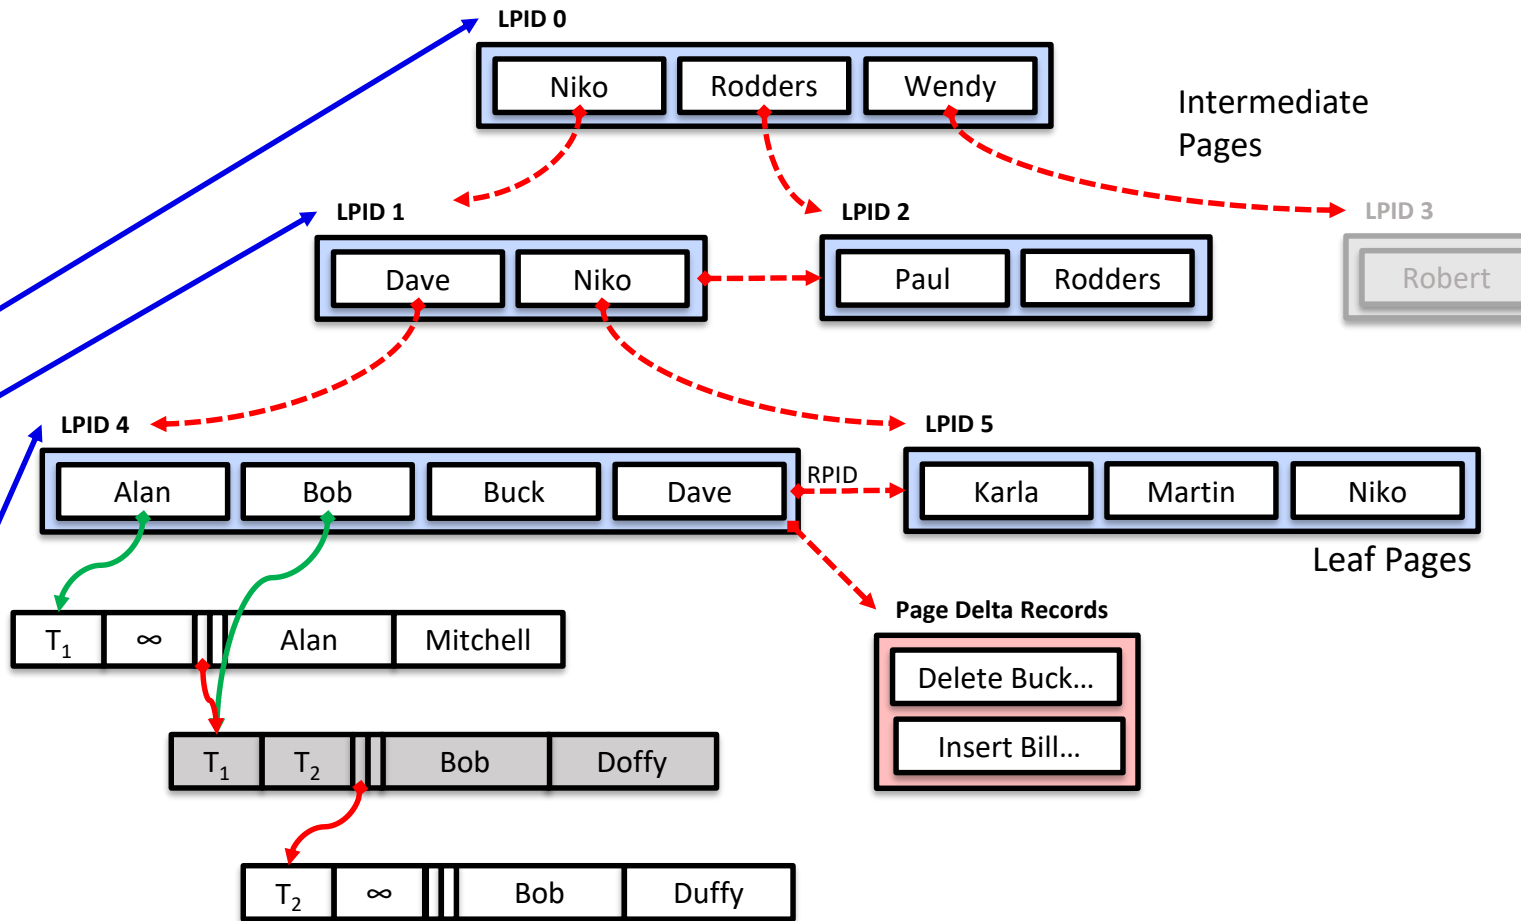 LPID 0
Niko Rodders Wendy
Intermediate
Pages
LPID 1 LPID 2 LPID 3
Dave Niko Paul Rodders Robert
LPID 4 LPID 5
Alan Bob Buck Dave RPID Karla Martin Niko
Leaf Pages
Page Delta Records
T1 ∞ Alan Mitchell
Delete Buck...
Insert Bill...
T1 T2 Bob Doffy
T2 ∞ Bob Duffy